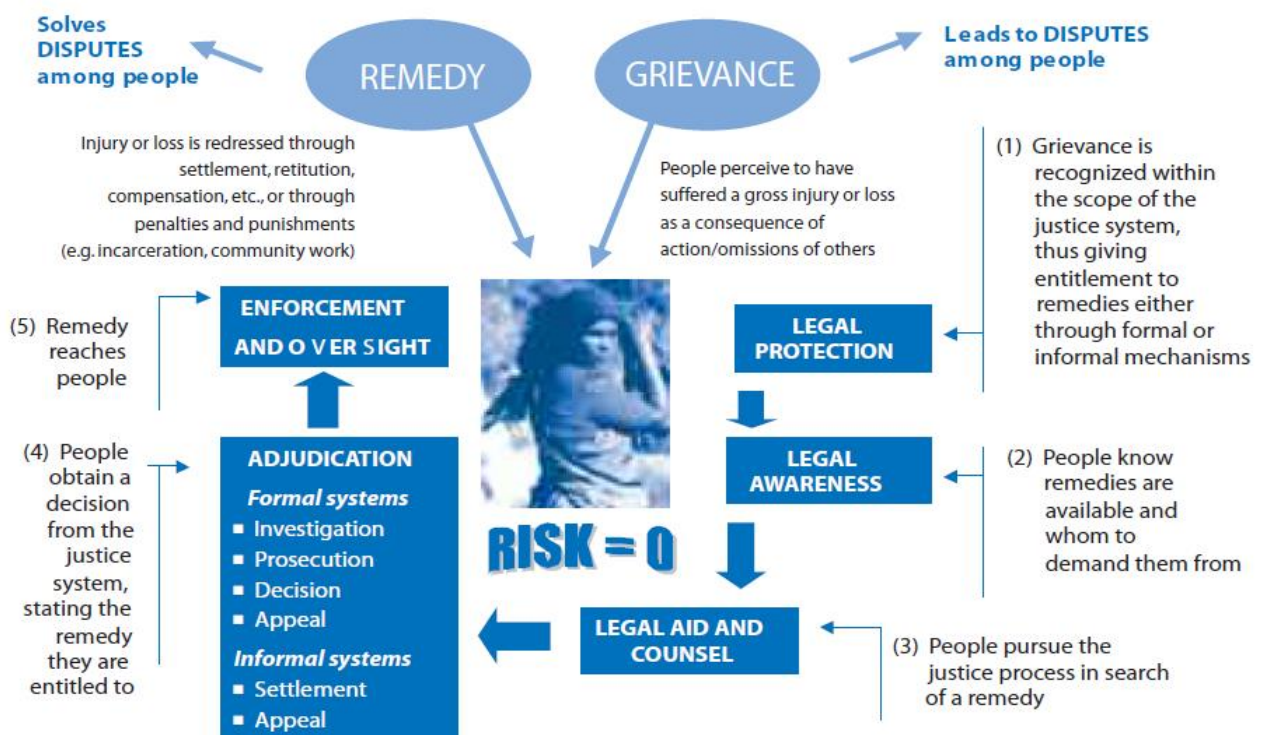 Solves
DISPUTES
among people
REMEDY
GRIEVANCE
Leads to DISPUTES
among people
Injury or loss is redressed through
settlement, retitution,
compensation, etc., or through
penalties and punishments
(e.g. incarceration, community work)
People perceive to have
suffered a gross injury or loss
as a consequence of
action/omissions of others
(1) Grievance is
recognized within
the scope of the
justice system,
thus giving
entitlement to
remedies either
through formal or
informal mechanisms
LEGAL
PROTECTION
(2) People know
remedies are
available and
whom to
demand them from
LEGAL
AWARENESS
(3) People pursue the
justice process in search
of a remedy
LEGAL AID AND
COUNSEL
RISK = 0
(4) People
obtain a
decision
from the
justice
system,
stating the
remedy
they are
entitled to
ADJUDICATION
Formal systems
▪ Investigation
▪ Prosecution
▪ Decision
▪ Appeal
Informal systems
▪ Settlement
▪ Appeal
(5) Remedy
reaches
people
ENFORCEMENT
AND O V ER SIGHT